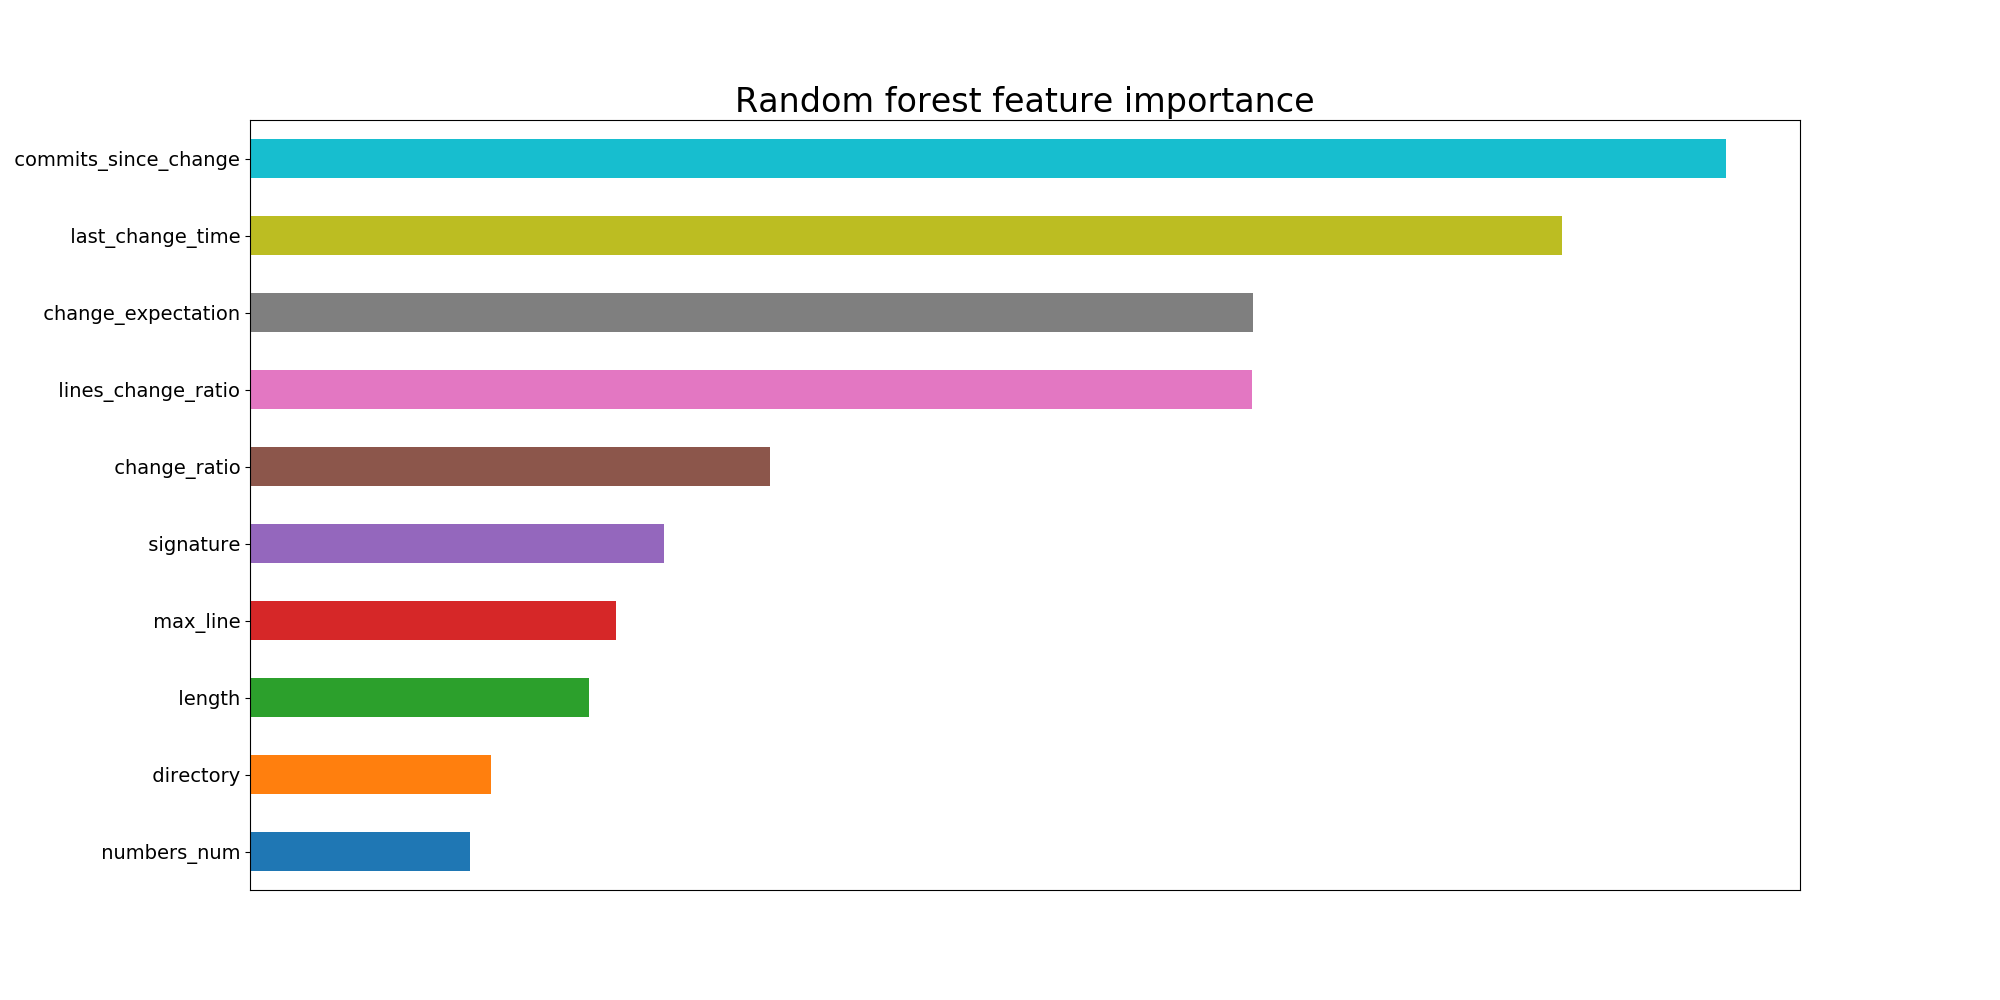 Random forest feature importance
commits_since_change
last_change_time
change_expectation
lines_change_ratio
change_ratio
signature
max_line
length
directory
numbers_num